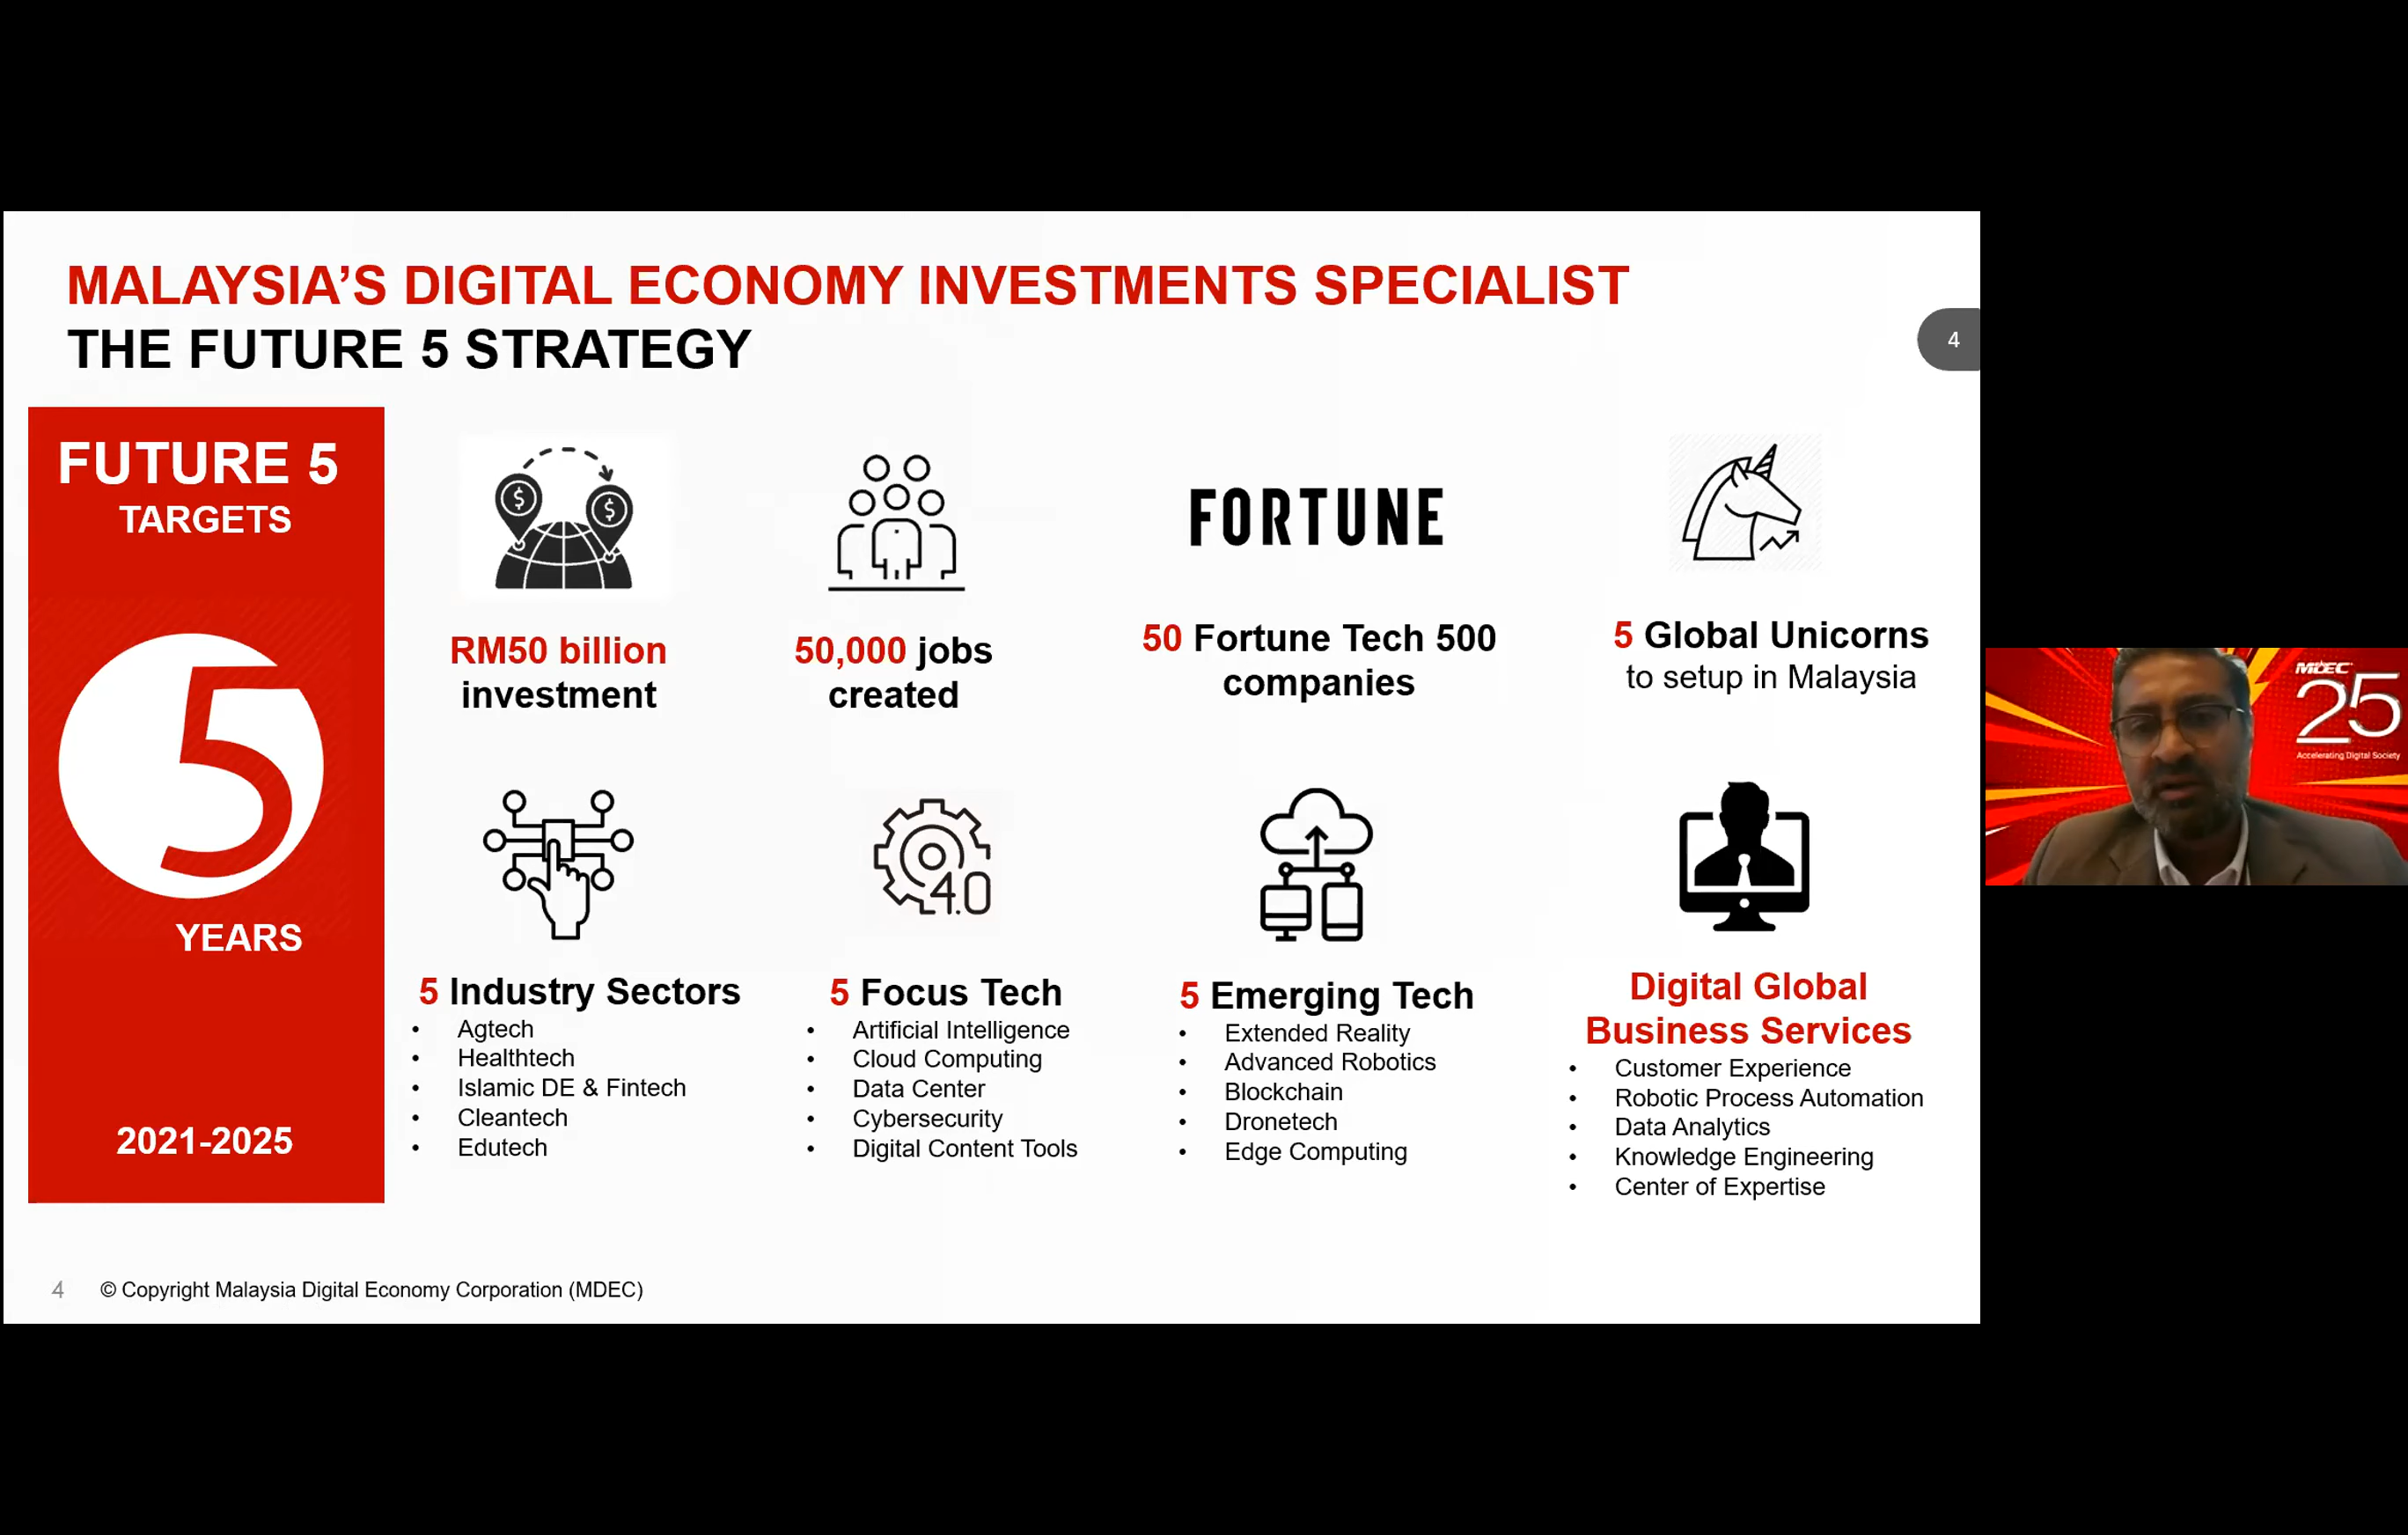 MALAYSIA'S DIGITAL ECONOMY INVESTMENTS SPECIALIST
THE FUTURE 5 STRATEGY
4
FUTURE 5
TARGETS
5
YEARS
2021-2025
$ $
RM50 billion
investment
50,000 jobs
created
FORTUNE
50 Fortune Tech 500
companies
5 Global Unicorns
to setup in Malaysia
5 Industry Sectors
• Agtech
• Healthtech
• Islamic DE & Fintech
• Cleantech
• Edutech
4.0
5 Focus Tech
• Artificial Intelligence
• Cloud Computing
• Data Center
• Cybersecurity
• Digital Content Tools
5 Emerging Tech
• Extended Reality
• Advanced Robotics
• Blockchain
• Dronetech
• Edge Computing
Digital Global
Business Services
• Customer Experience
• Robotic Process Automation
• Data Analytics
• Knowledge Engineering
• Center of Expertise
4 © Copyright Malaysia Digital Economy Corporation (MDEC)
MDEC
25
Accelerating Digital Society